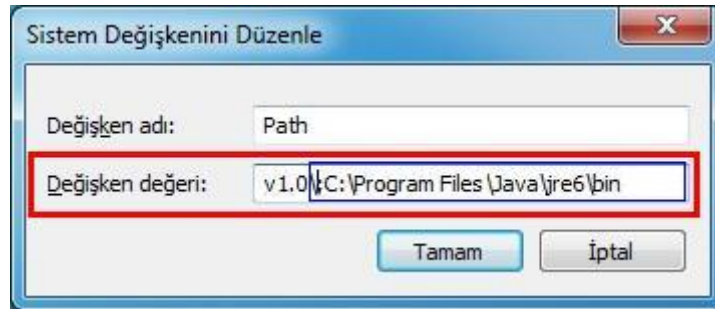 Sistem Değişkenini Düzenle
Değişken adı: Path
Değişken değeri: v1.0\;C:\Program Files\Java\jre6\bin
Tamam İptal